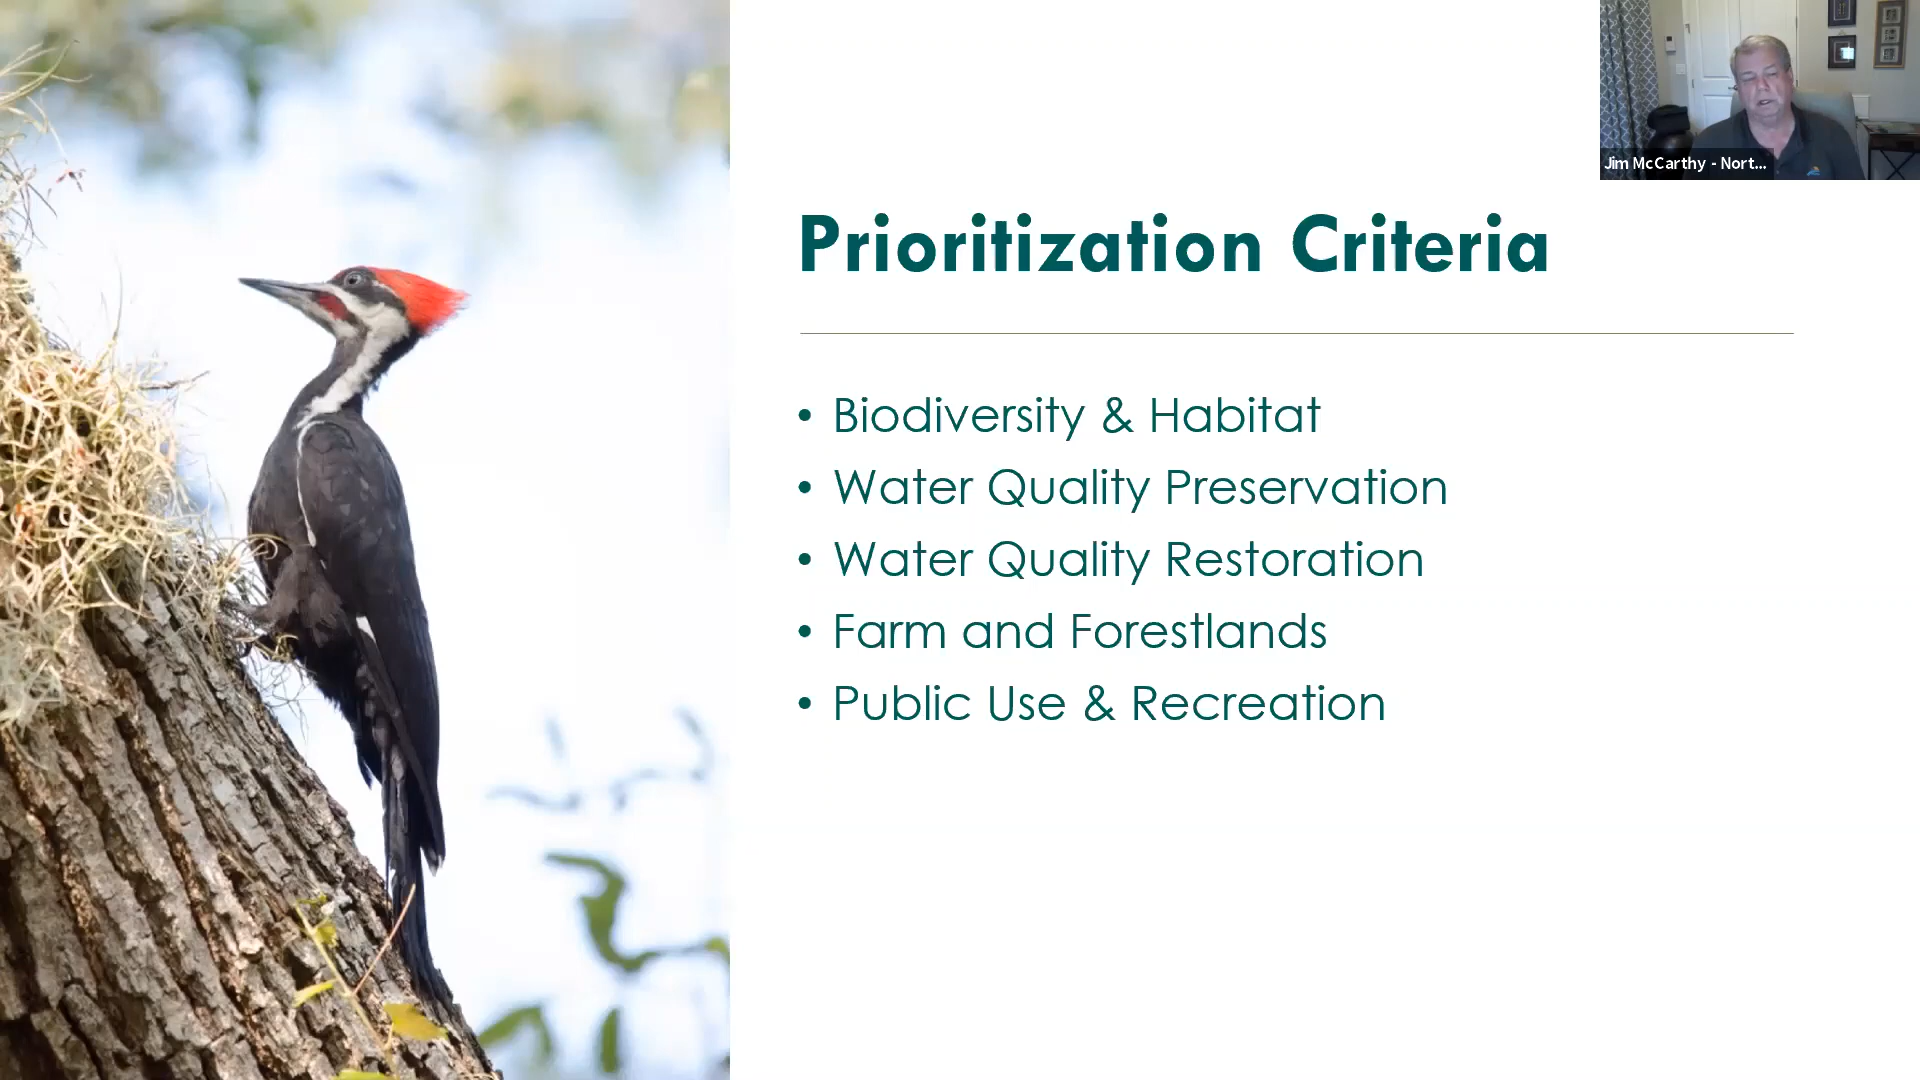 Jim McCarthy - Nort...
Prioritization Criteria
• Biodiversity & Habitat
• Water Quality Preservation
• Water Quality Restoration
• Farm and Forestlands
• Public Use & Recreation